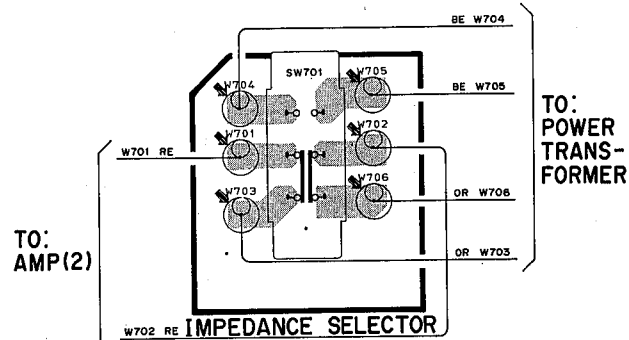 BE W704
SW701
W704
W705
BE W705
TO:
POWER
TRANS-
FORMER
W701
W702
W701 RE
W703
W706
OR W706
TO:
AMP(2)
OR W703
W702 RE
IMPEDANCE SELECTOR